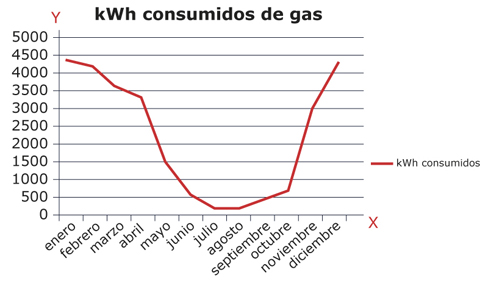 Y
kWh consumidos de gas
5000
4500
4000
3500
3000
2500
2000
1500
1000
500
0
enero
febrero
marzo
abril
mayo
junio
julio
agosto
septiembre
octubre
noviembre
diciembre
X
kWh consumidos